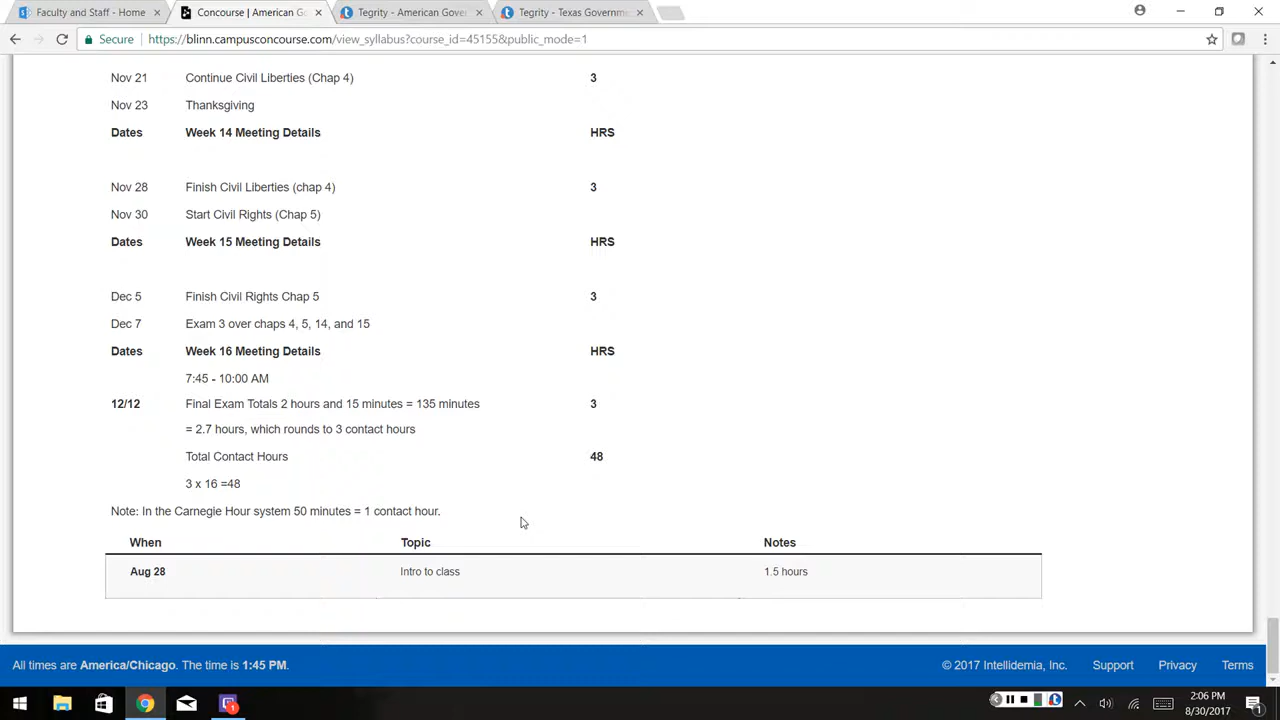 Faculty and Staff - Home
Concourse | American Go
Tegrity - American Gover
Tegrity - Texas Governme
Secure
https://blinn.campusconcourse.com/view_syllabus?course_id=45155&public_mode=1
Nov 21 Continue Civil Liberties (Chap 4) 3
Nov 23 Thanksgiving
Dates Week 14 Meeting Details HRS
Nov 28 Finish Civil Liberties (chap 4) 3
Nov 30 Start Civil Rights (Chap 5)
Dates Week 15 Meeting Details HRS
Dec 5 Finish Civil Rights Chap 5 3
Dec 7 Exam 3 over chaps 4, 5, 14, and 15
Dates Week 16 Meeting Details HRS
7:45 - 10:00 AM
12/12 Final Exam Totals 2 hours and 15 minutes = 135 minutes 3
= 2.7 hours, which rounds to 3 contact hours
Total Contact Hours 48
3 x 16 =48
Note: In the Carnegie Hour system 50 minutes = 1 contact hour.
When Topic Notes
Aug 28 Intro to class 1.5 hours
All times are America/Chicago. The time is 1:45 PM. © 2017 Intellidemia, Inc. Support Privacy Terms
2:06 PM
8/30/2017